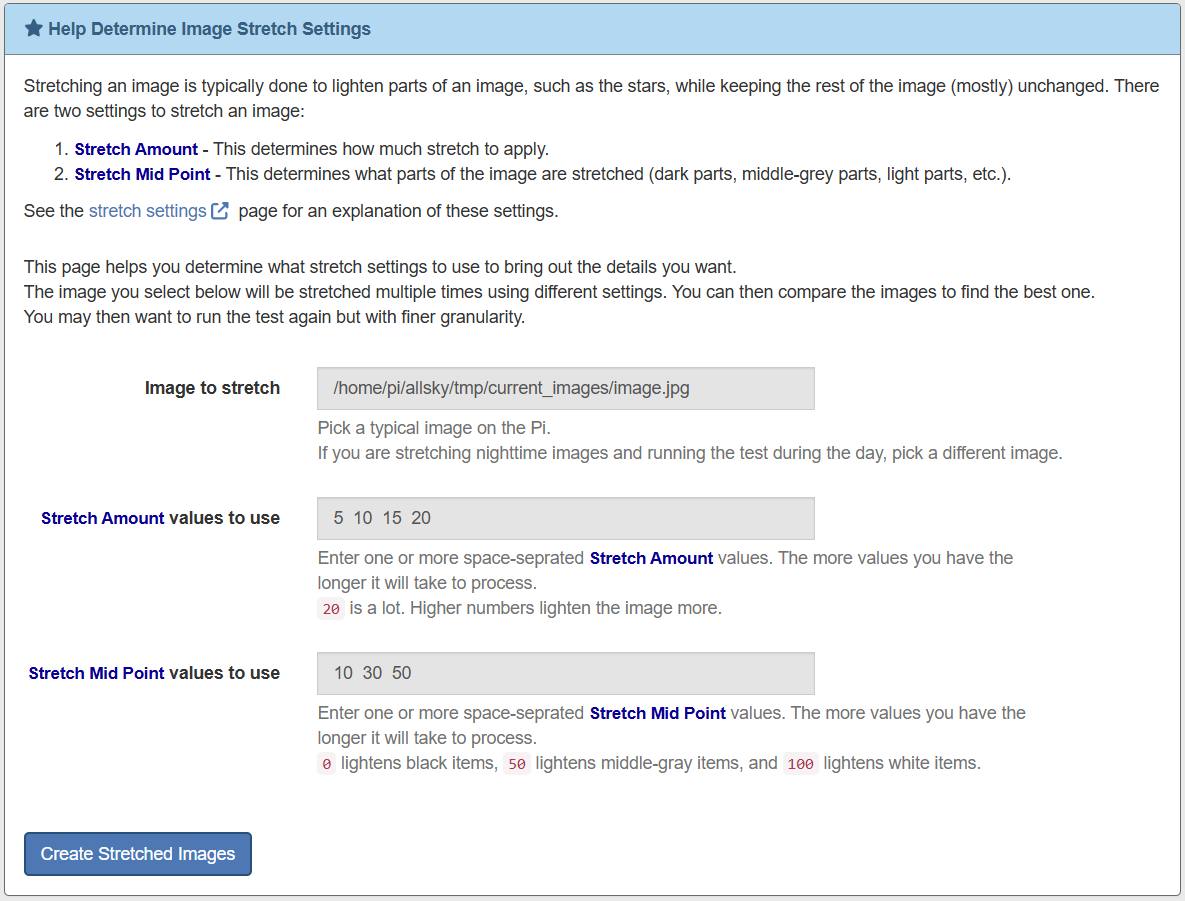 Help Determine Image Stretch Settings
Stretching an image is typically done to lighten parts of an image, such as the stars, while keeping the rest of the image (mostly) unchanged. There
are two settings to stretch an image:
1. Stretch Amount - This determines how much stretch to apply.
2. Stretch Mid Point - This determines what parts of the image are stretched (dark parts, middle-grey parts, light parts, etc.).
See the stretch settings page for an explanation of these settings.
This page helps you determine what stretch settings to use to bring out the details you want.
The image you select below will be stretched multiple times using different settings. You can then compare the images to find the best one.
You may then want to run the test again but with finer granularity.
Image to stretch /home/pi/allsky/tmp/current_images/image.jpg
Pick a typical image on the Pi.
If you are stretching nighttime images and running the test during the day, pick a different image.
Stretch Amount values to use 5 10 15 20
Enter one or more space-seprated Stretch Amount values. The more values you have the
longer it will take to process.
20 is a lot. Higher numbers lighten the image more.
Stretch Mid Point values to use 10 30 50
Enter one or more space-seprated Stretch Mid Point values. The more values you have the
longer it will take to process.
0 lightens black items, 50 lightens middle-gray items, and 100 lightens white items.
Create Stretched Images